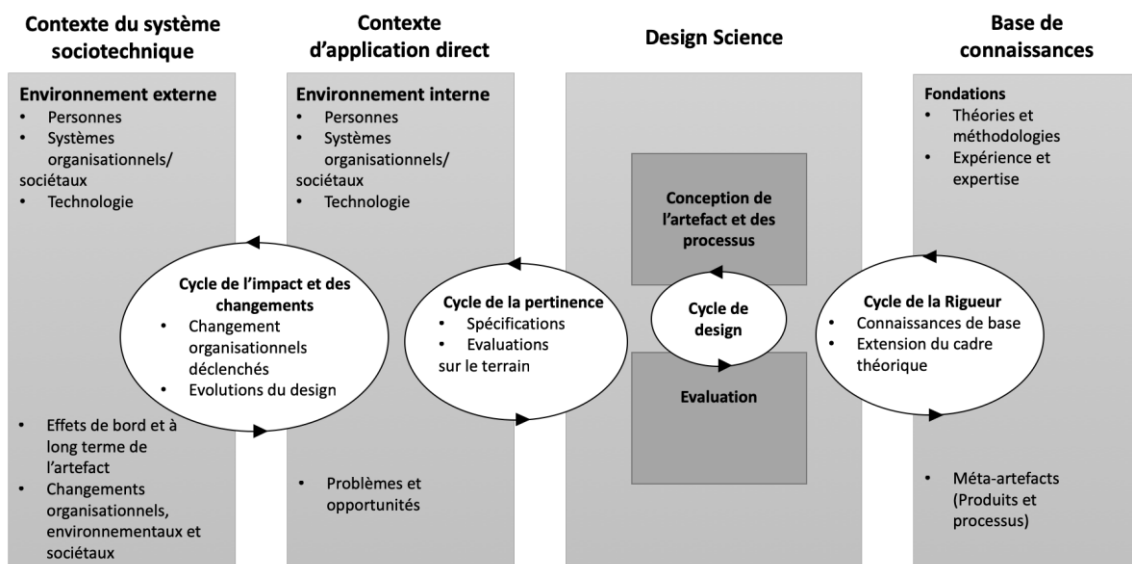 Contexte du système
sociotechnique
Environnement externe
• Personnes
• Systèmes
organisationnels/
sociétaux
• Technologie
Contexte
d'application direct
Environnement interne
• Personnes
• Systèmes
organisationnels/
sociétaux
• Technologie
Design Science
Conception de
l'artefact et des
processus
Base de
connaissances
Fondations
• Théories et
méthodologies
• Expérience et
expertise
Cycle de l'impact et des
changements
• Changement
organisationnels
déclenchés
• Evolutions du design
Cycle de la pertinence
• Spécifications
• Evaluations
sur le terrain
Cycle de
design
Cycle de la Rigueur
• Connaissances de base
• Extension du cadre
théorique
Evaluation
• Effets de bord et à
long terme de
l'artefact
• Changements
organisationnels,
environnementaux et
sociétaux
• Problèmes et
opportunités
• Méta-artefacts
(Produits et
processus)